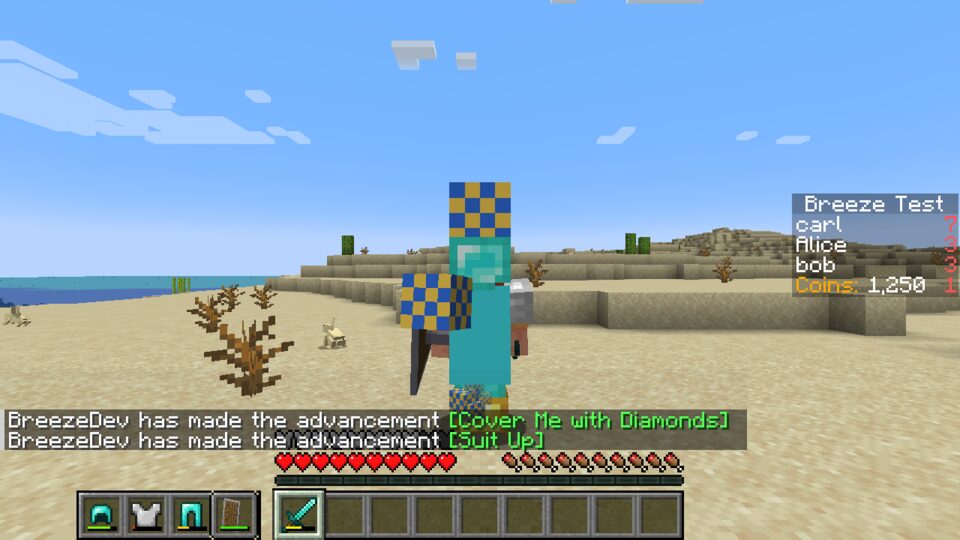 Breeze Test
carl 7
Alice 3
bob 3
Coins: 1,250 1
BreezeDev has made the advancement [Cover Me with Diamonds]
BreezeDev has made the advancement [Suit Up]